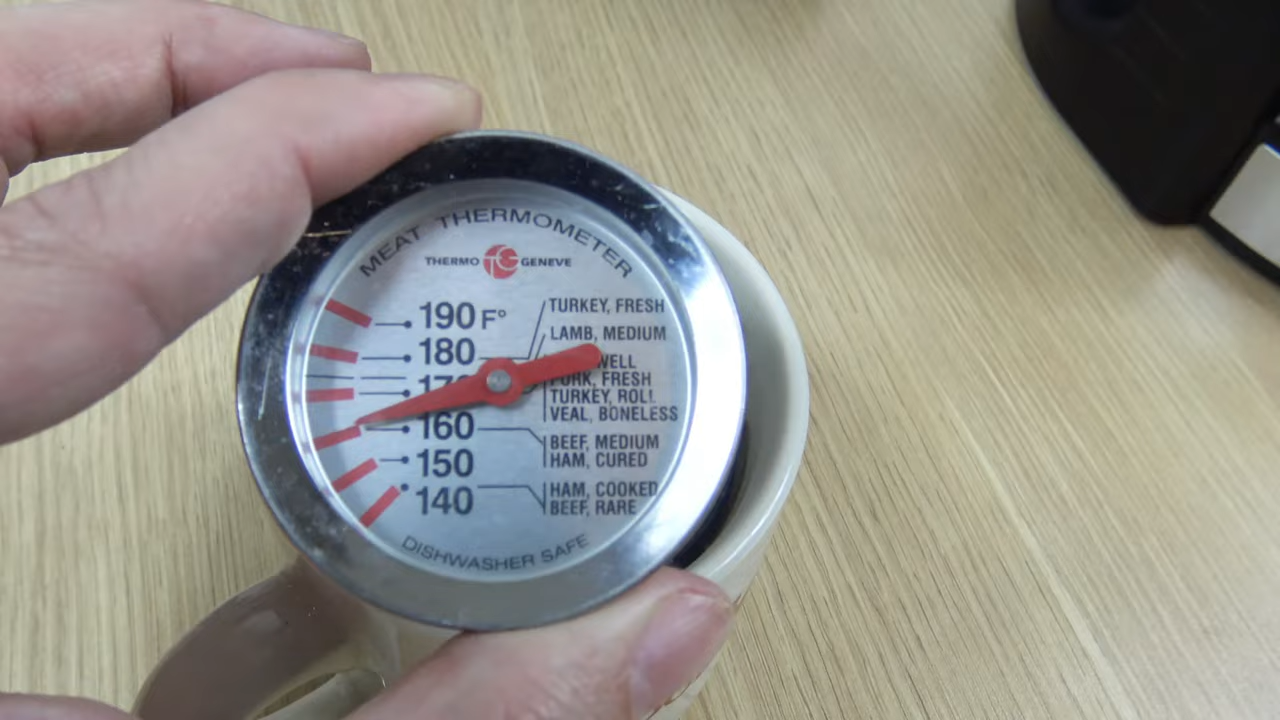 MEAT THERMOMETER
THERMO GENEVE
190 F°
180
160
150
140
TURKEY, FRESH
LAMB, MEDIUM
WELL
PORK, FRESH
TURKEY, ROLL
VEAL, BONELESS
BEEF, MEDIUM
HAM, CURED
HAM, COOKED
BEEF, RARE
DISHWASHER SAFE